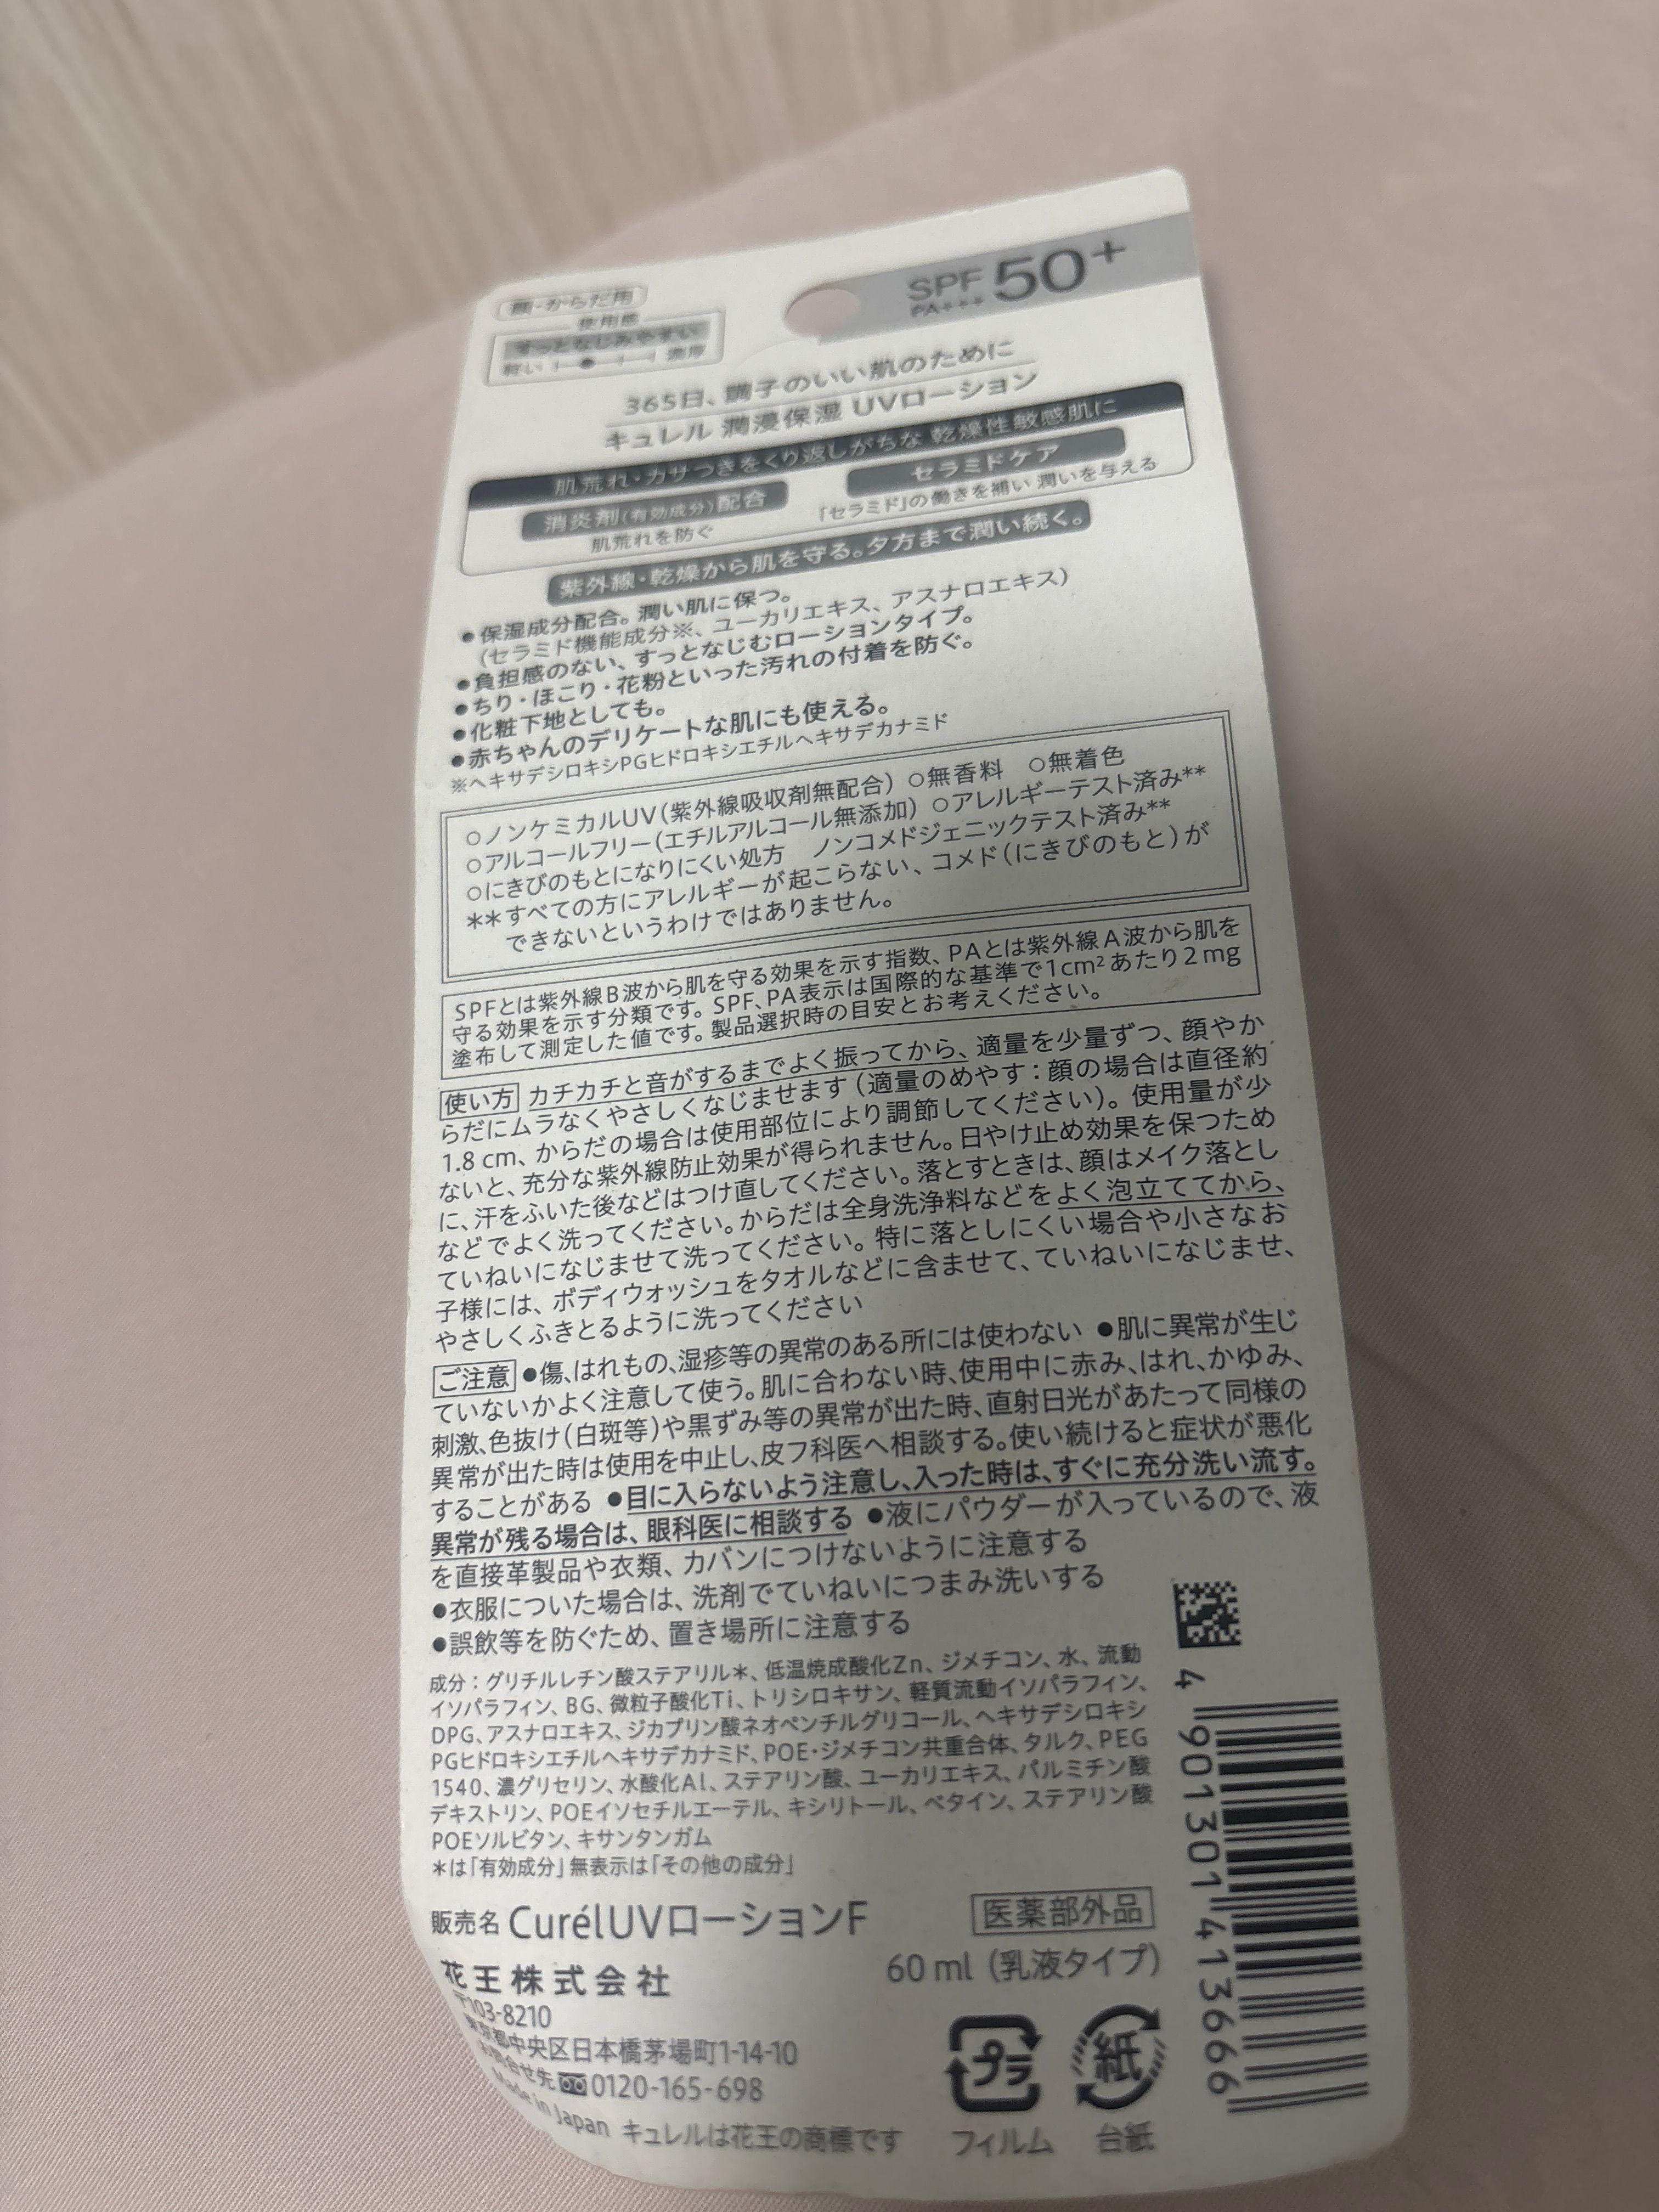 顔・からだ用
使用感
すっとなじみやすい
軽い 濃厚
SPF50+
PA+++
365日、調子のいい肌のために
キュレル 潤浸保湿 UVローション
肌荒れ・カサつきをくり返しがちな 乾燥性敏感肌に
消炎剤(有効成分)配合
肌荒れを防ぐ
セラミドケア
「セラミド」の働きを補い 潤いを与える
紫外線・乾燥から肌を守る。夕方まで潤い続く。
●保湿成分配合。潤い肌に保つ。
(セラミド機能成分※、ユーカリエキス、アスナロエキス)
●負担感のない、すっとなじむローションタイプ。
●ちり・ほこり・花粉といった汚れの付着を防ぐ。
●化粧下地としても。
●赤ちゃんのデリケートな肌にも使える。
※ヘキサデシロキシPGヒドロキシエチルヘキサデカナミド
○ノンケミカルUV(紫外線吸収剤無配合) ○無香料 ○無着色
○アルコールフリー(エチルアルコール無添加) ○アレルギーテスト済み**
○にきびのもとになりにくい処方 ノンコメドジェニックテスト済み**
**すべての方にアレルギーが起こらない、コメド(にきびのもと)が
できないというわけではありません。
SPFとは紫外線B波から肌を守る効果を示す指数、PAとは紫外線A波から肌を
守る効果を示す分類です。SPF、PA表示は国際的な基準で1cm²あたり2mg
塗布して測定した値です。製品選択時の目安とお考えください。
使い方 カチカチと音がするまでよく振ってから、適量を少量ずつ、顔やか
らだにムラなくやさしくなじませます(適量のめやす:顔の場合は直径約
1.8 cm、からだの場合は使用部位により調節してください)。使用量が少
ないと、充分な紫外線防止効果が得られません。日やけ止め効果を保つため
に、汗をふいた後などはつけ直してください。落とすときは、顔はメイク落とし
などでよく洗ってください。からだは全身洗浄料などをよく泡立ててから、
ていねいになじませて洗ってください。特に落としにくい場合や小さなお
子様には、ボディウォッシュをタオルなどに含ませて、ていねいになじませ、
やさしくふきとるように洗ってください
ご注意 ●傷、はれもの、湿疹等の異常のある所には使わない ●肌に異常が生じ
ていないかよく注意して使う。肌に合わない時、使用中に赤み、はれ、かゆみ、
刺激、色抜け(白斑等)や黒ずみ等の異常が出た時、直射日光があたって同様の
異常が出た時は使用を中止し、皮フ科医へ相談する。使い続けると症状が悪化
することがある ●目に入らないよう注意し、入った時は、すぐに充分洗い流す。
異常が残る場合は、眼科医に相談する ●液にパウダーが入っているので、液
を直接革製品や衣類、カバンにつけないように注意する
●衣服についた場合は、洗剤でていねいにつまみ洗いする
●誤飲等を防ぐため、置き場所に注意する
成分:グリチルレチン酸ステアリル*、低温焼成酸化Zn、ジメチコン、水、流動
イソパラフィン、BG、微粒子酸化Ti、トリシロキサン、軽質流動イソパラフィン、
DPG、アスナロエキス、ジカプリン酸ネオペンチルグリコール、ヘキサデシロキシ
PGヒドロキシエチルヘキサデカナミド、POE・ジメチコン共重合体、タルク、PEG
1540、濃グリセリン、水酸化Al、ステアリン酸、ユーカリエキス、パルミチン酸
デキストリン、POEイソセチルエーテル、キシリトール、ベタイン、ステアリン酸
POEソルビタン、キサンタンガム
*は「有効成分」無表示は「その他の成分」
販売名 CurélUVローションF
医薬部外品
60 ml (乳液タイプ)
花王株式会社
〒103-8210
東京都中央区日本橋茅場町1-14-10
お問合せ先 0120-165-698
Made in Japan キュレルは花王の商標です
プラ
フィルム
紙
台紙
4 901301 413666